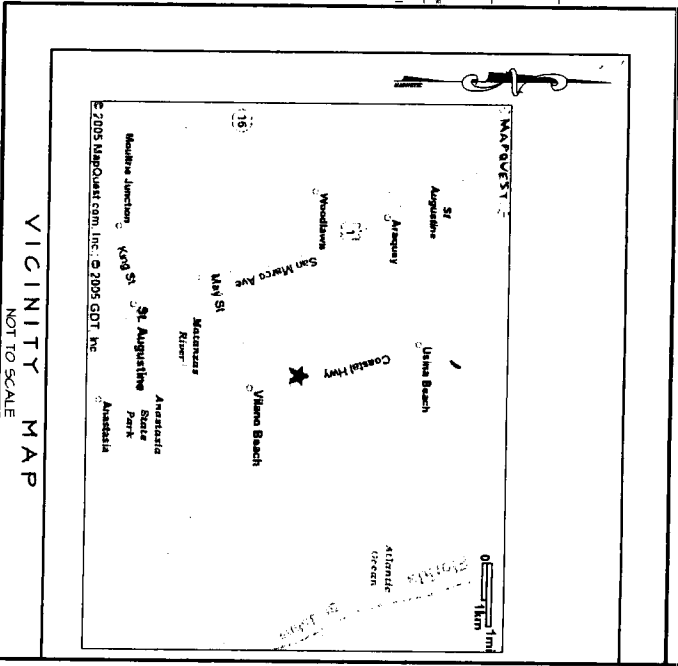 MAPQUEST
0
1mi
1km
St
Augustine
Araquay
Usina Beach
1
Woodlawn
San Marco Ave
Coastal Hwy
Atlantic
Ocean
Florida
16
May St
Matanzas
River
Vilano Beach
Moultrie Junction
King St
St. Augustine
Anastasia
State
Park
Anastasia
© 2005 MapQuest.com, Inc.; © 2005 GDT, Inc
VICINITY MAP
NOT TO SCALE